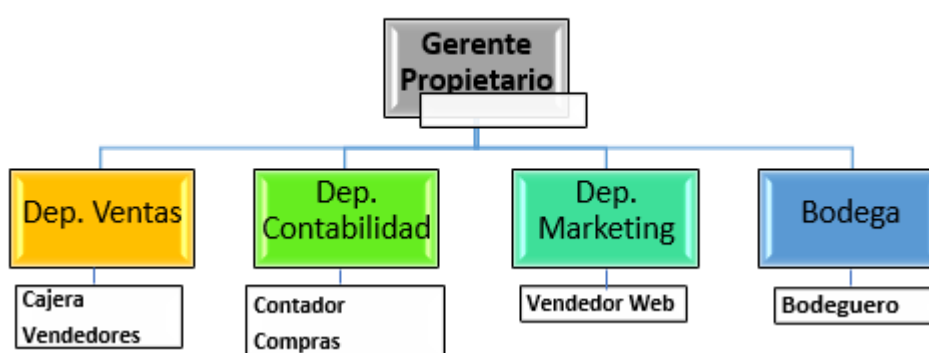 Gerente
Propietario
Dep. Ventas
Dep.
Contabilidad
Dep.
Marketing
Bodega
Cajera
Vendedores
Contador
Compras
Vendedor Web
Bodeguero